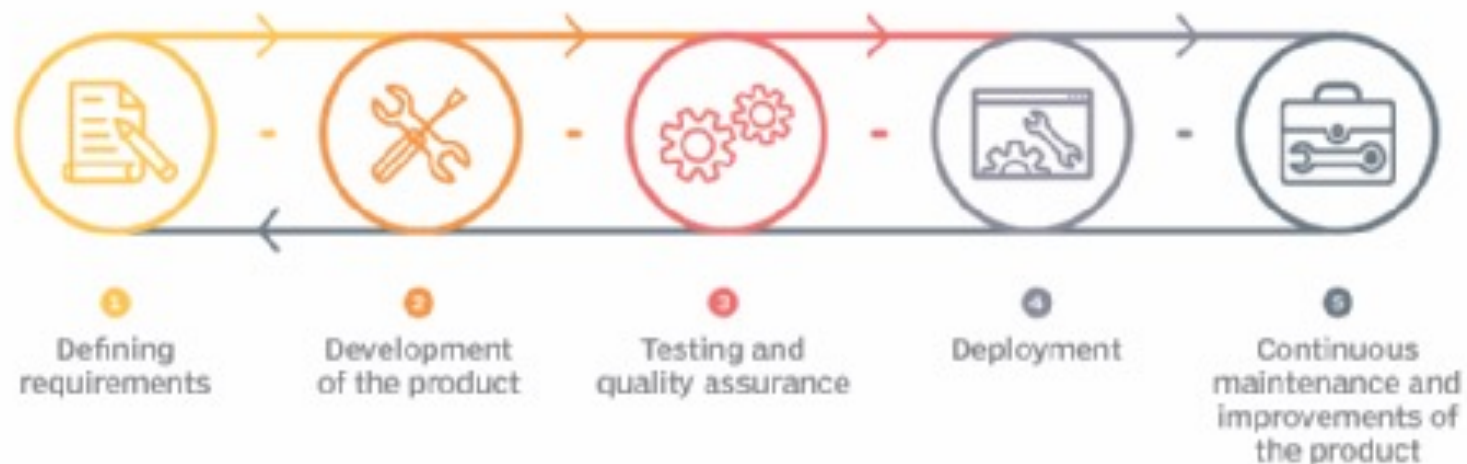 1
Defining
requirements
2
Development
of the product
3
Testing and
quality assurance
4
Deployment
5
Continuous
maintenance and
improvements of
the product